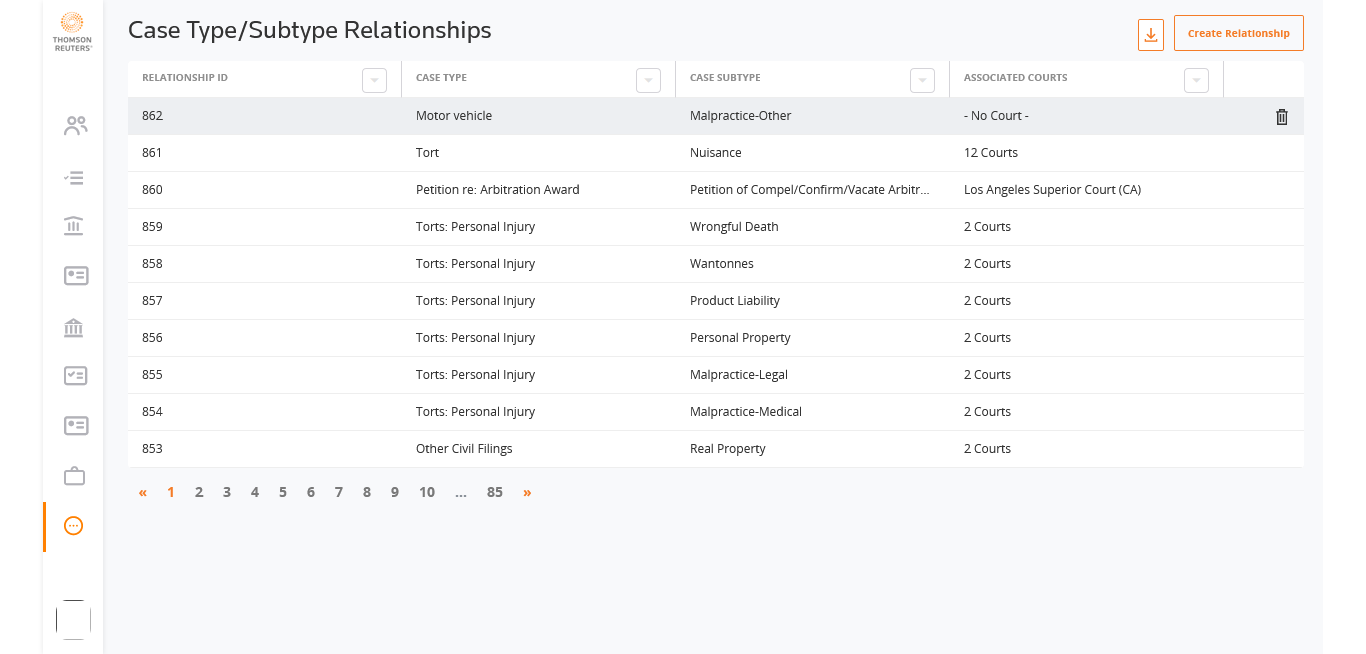 THOMSON
REUTERS®
Case Type/Subtype Relationships
Create Relationship
RELATIONSHIP ID CASE TYPE CASE SUBTYPE ASSOCIATED COURTS
862 Motor vehicle Malpractice-Other - No Court -
861 Tort Nuisance 12 Courts
860 Petition re: Arbitration Award Petition of Compel/Confirm/Vacate Arbitr... Los Angeles Superior Court (CA)
859 Torts: Personal Injury Wrongful Death 2 Courts
858 Torts: Personal Injury Wantonnes 2 Courts
857 Torts: Personal Injury Product Liability 2 Courts
856 Torts: Personal Injury Personal Property 2 Courts
855 Torts: Personal Injury Malpractice-Legal 2 Courts
854 Torts: Personal Injury Malpractice-Medical 2 Courts
853 Other Civil Filings Real Property 2 Courts
« 1 2 3 4 5 6 7 8 9 10 ... 85 »